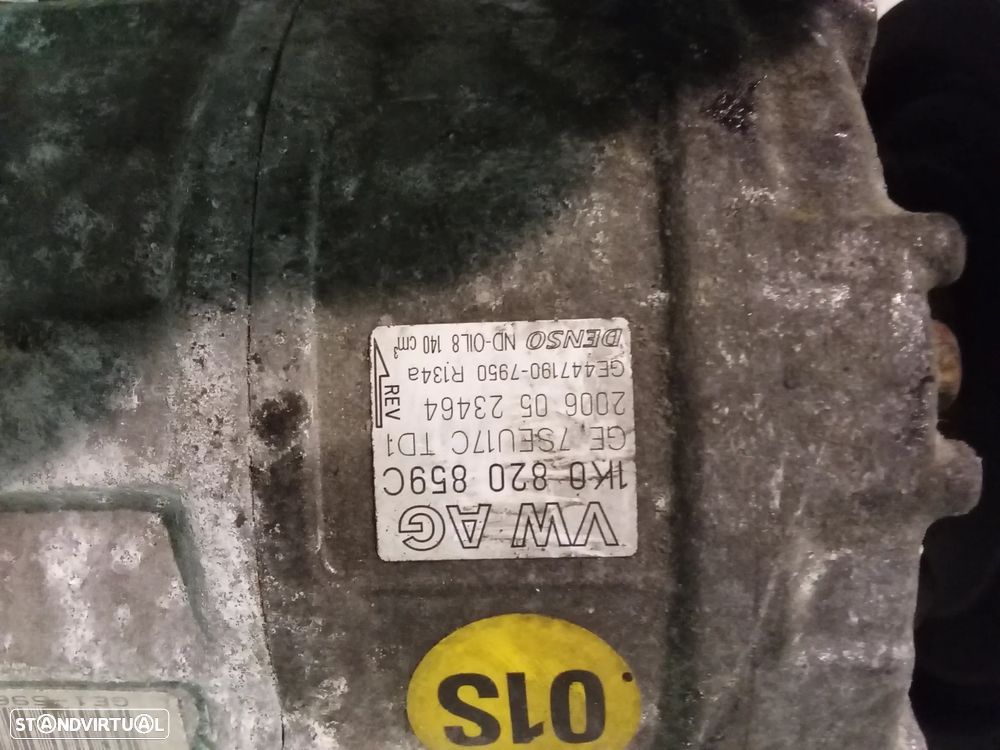 VW AG
1K0 820 859C
GE 7SEU17C TD1
2006 05 23464
GE447190-7950 R134a
DENSO ND-OIL8 140 cm³
REV
01S
STANDVIRTUAL